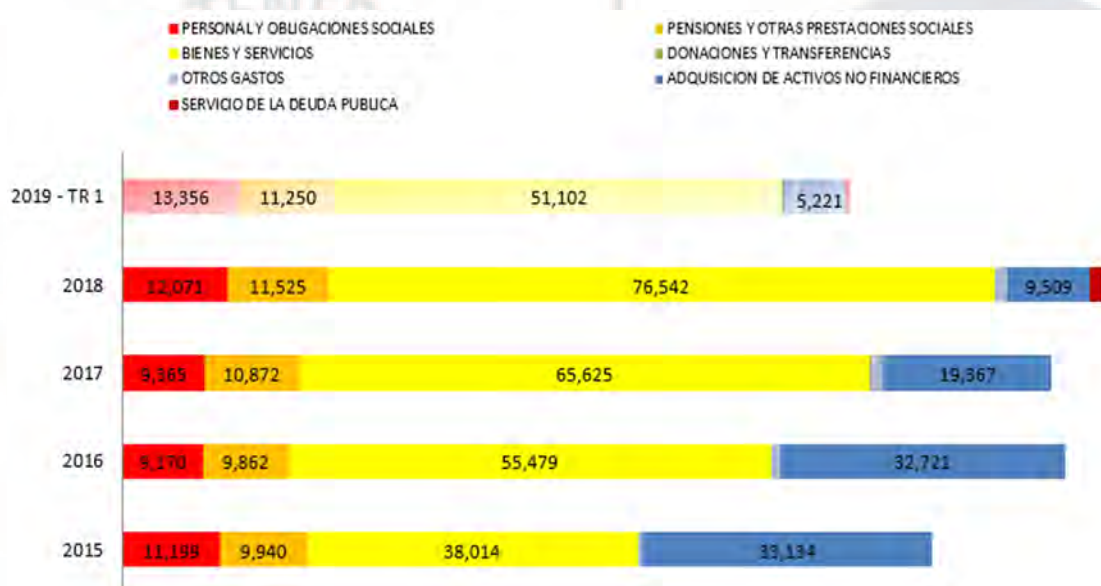 PERSONAL Y OBLIGACIONES SOCIALES
PENSIONES Y OTRAS PRESTACIONES SOCIALES
BIENES Y SERVICIOS
DONACIONES Y TRANSFERENCIAS
OTROS GASTOS
ADQUISICION DE ACTIVOS NO FINANCIEROS
SERVICIO DE LA DEUDA PUBLICA
2019 - TR 1 13,356 11,250 51,102 5,221
2018 12,071 11,525 76,542 9,509
2017 9,365 10,872 65,625 19,367
2016 9,170 9,862 55,479 32,721
2015 11,199 9,940 38,014 33,134